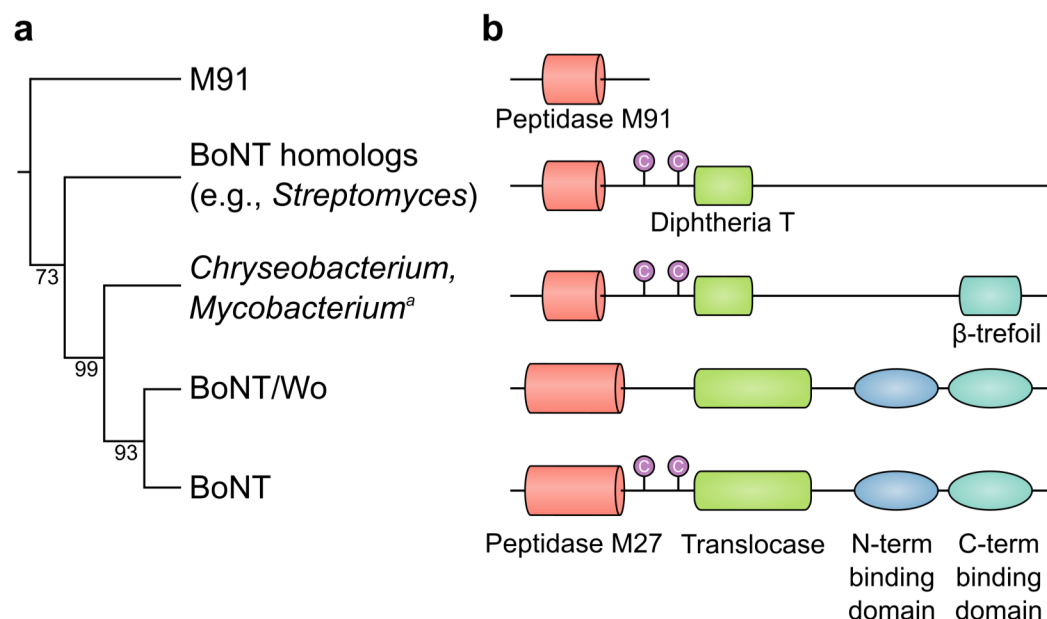 a
M91
BoNT homologs
(e.g., Streptomyces)
73
Chryseobacterium,
Mycobacteriumᵃ
99
BoNT/Wo
93
BoNT
b
Peptidase M91
C C
Diphtheria T
C C
β-trefoil
C C
Peptidase M27 Translocase N-term C-term
binding binding
domain domain